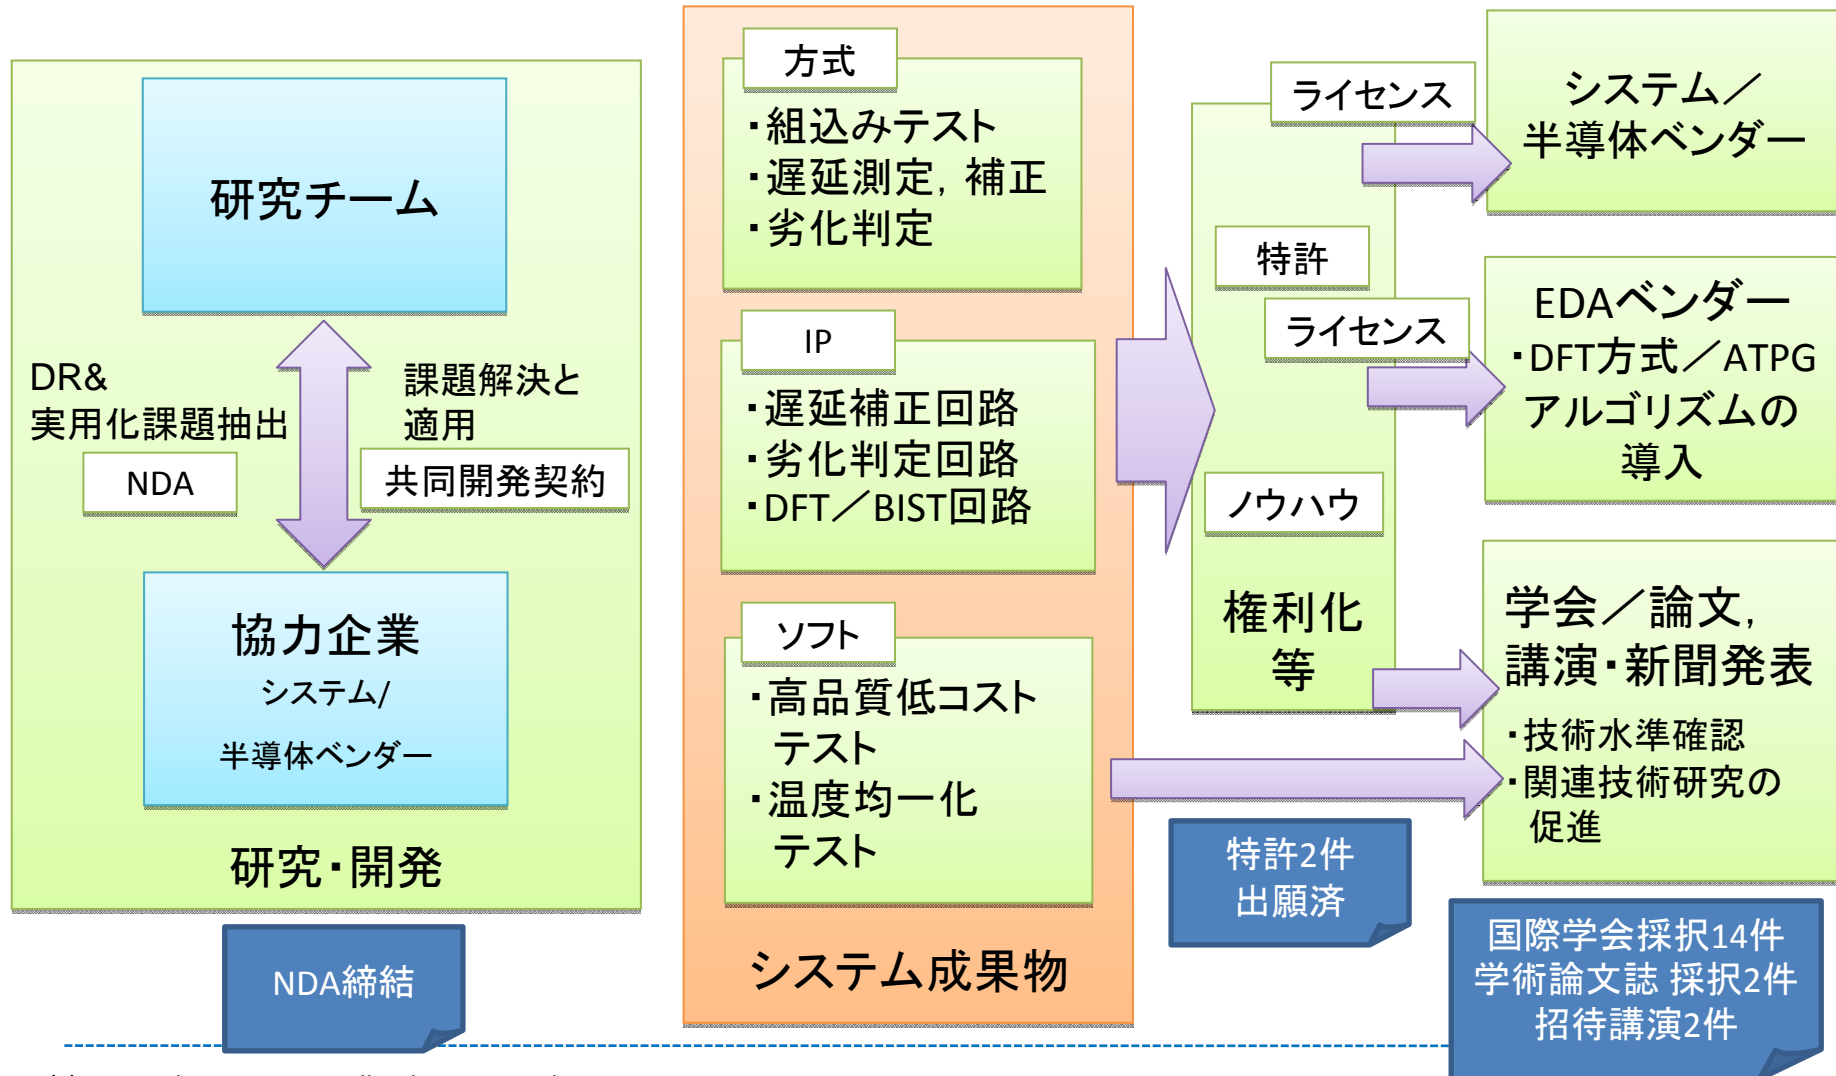 研究チーム
DR&
実用化課題抽出
NDA
課題解決と
適用
共同開発契約
協力企業
システム/
半導体ベンダー
研究・開発
NDA締結
方式
・組込みテスト
・遅延測定，補正
・劣化判定
IP
・遅延補正回路
・劣化判定回路
・DFT／BIST回路
ソフト
・高品質低コスト
テスト
・温度均一化
テスト
システム成果物
ライセンス
特許
ライセンス
ノウハウ
権利化
等
特許2件
出願済
システム／
半導体ベンダー
EDAベンダー
・DFT方式／ATPG
アルゴリズムの
導入
学会／論文，
講演・新聞発表
・技術水準確認
・関連技術研究の
促進
国際学会採択14件
学術論文誌 採択2件
招待講演2件